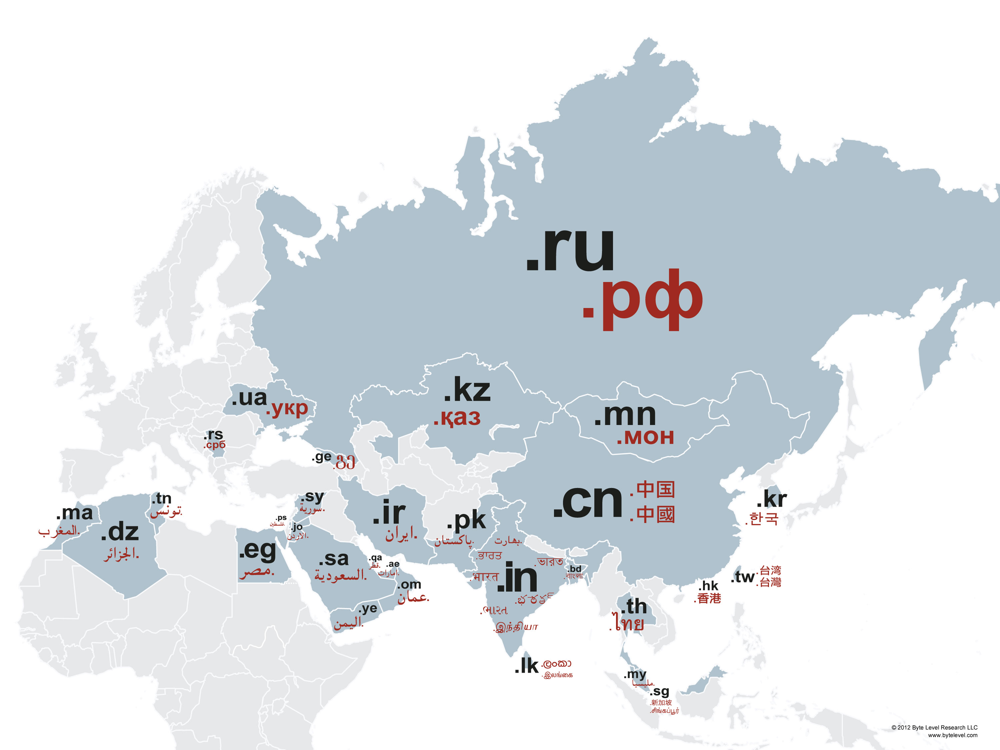 .ru
.рф
.kz
.қаз
.ua
.укр
.mn
.мон
.rs
.срб
.ge
.გე
.cn
.中国
.中國
.kr
.한국
.ma
المغرب.
.dz
الجزائر.
.tn
تونس.
.eg
مصر.
.ps
فلسطين.
.sy
سورية.
.jo
الاردن.
.ir
ایران.
.sa
السعودية.
.qa
قطر.
.ae
امارات.
.om
عمان.
.ye
اليمن.
.pk
پاکستان.
.in
بھارت.
.ਭਾਰਤ
.ভারত
.भारत
.భారత్
.ભારત
.இந்தியா
.bd
.বাংলা
.lk
.ලංකා
.இலங்கை
.th
.ไทย
.hk
.香港
.tw
.台湾
.台灣
.my
مليسيا.
.sg
.新加坡
.சிங்கப்பூர்
© 2012 Byte Level Research LLC
www.bytelevel.com